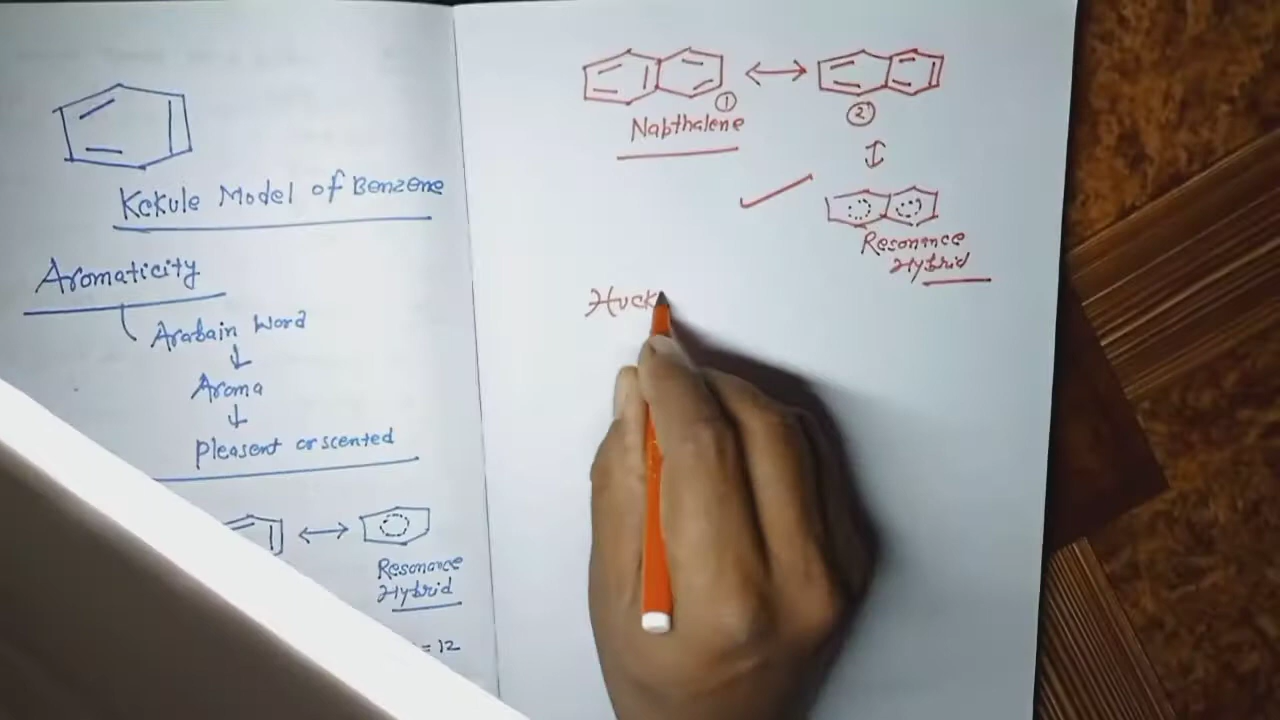 Kekule Model of Benzene
Aromaticity
Arabain Word
Aroma
Pleasent or scented
Resonance
Hybrid
= 12
①
②
Napthalene
Resonance
Hybrid
Huck